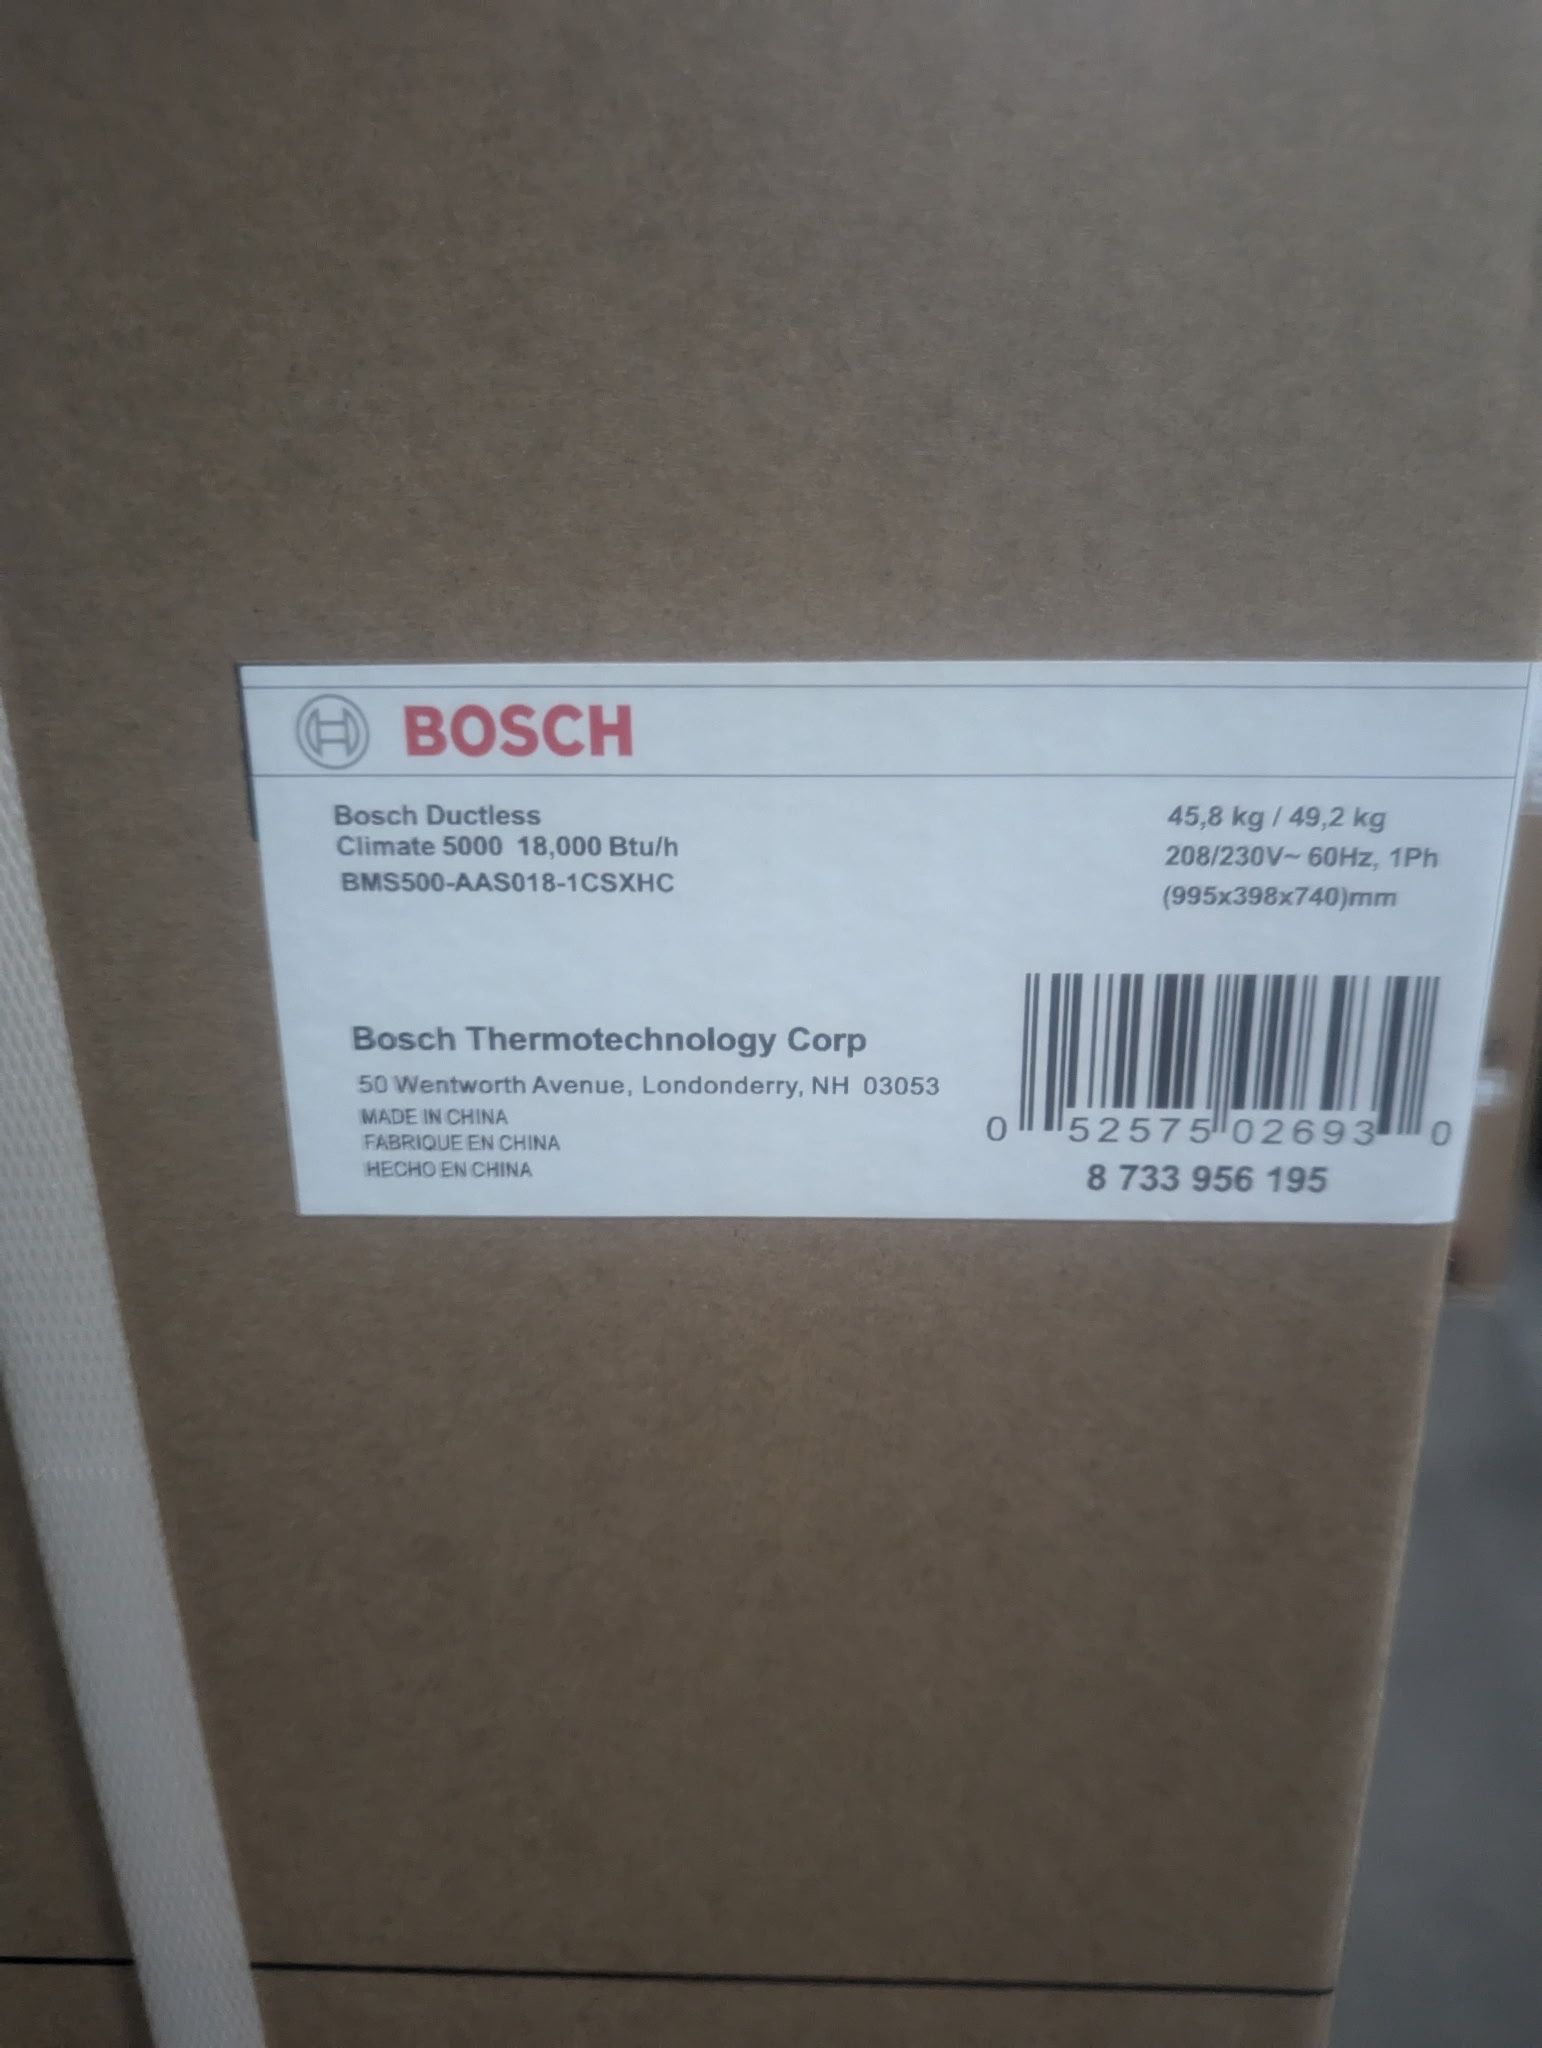 BOSCH
Bosch Ductless
Climate 5000 18,000 Btu/h
BMS500-AAS018-1CSXHC
45,8 kg / 49,2 kg
208/230V~ 60Hz, 1Ph
(995x398x740)mm
Bosch Thermotechnology Corp
50 Wentworth Avenue, Londonderry, NH 03053
MADE IN CHINA
FABRIQUE EN CHINA
HECHO EN CHINA
0 52575 02693 0
8 733 956 195